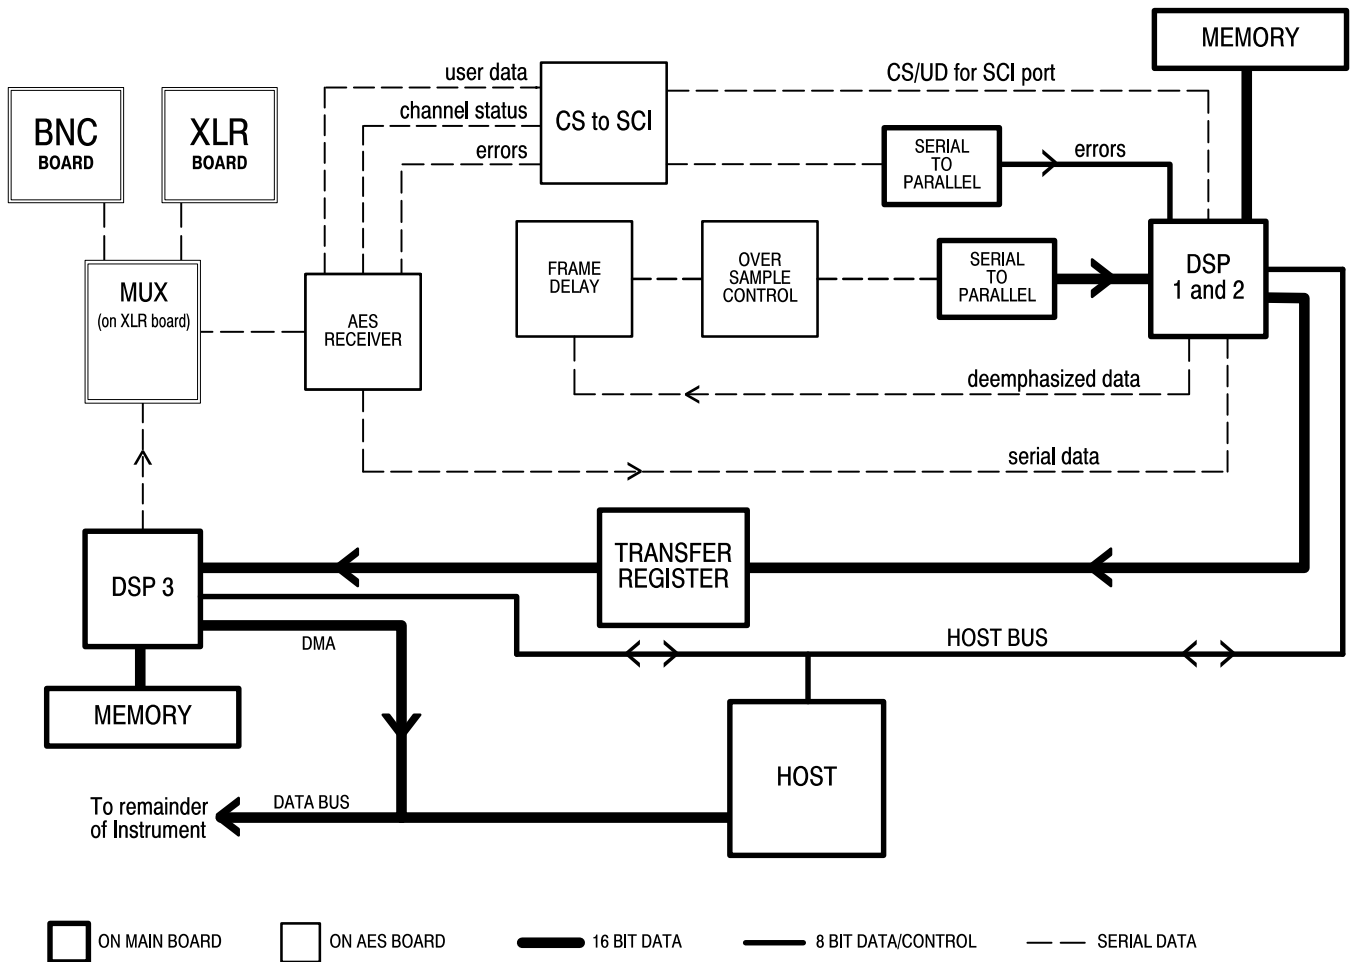 MEMORY
user data
CS/UD for SCI port
BNC
BOARD
XLR
BOARD
channel status
CS to SCI
errors
SERIAL
TO
PARALLEL
errors
MUX
(on XLR board)
AES
RECEIVER
FRAME
DELAY
OVER
SAMPLE
CONTROL
SERIAL
TO
PARALLEL
DSP
1 and 2
deemphasized data
serial data
DSP 3
TRANSFER
REGISTER
DMA
HOST BUS
MEMORY
HOST
To remainder
of Instrument
DATA BUS
ON MAIN BOARD
ON AES BOARD
16 BIT DATA
8 BIT DATA/CONTROL
SERIAL DATA